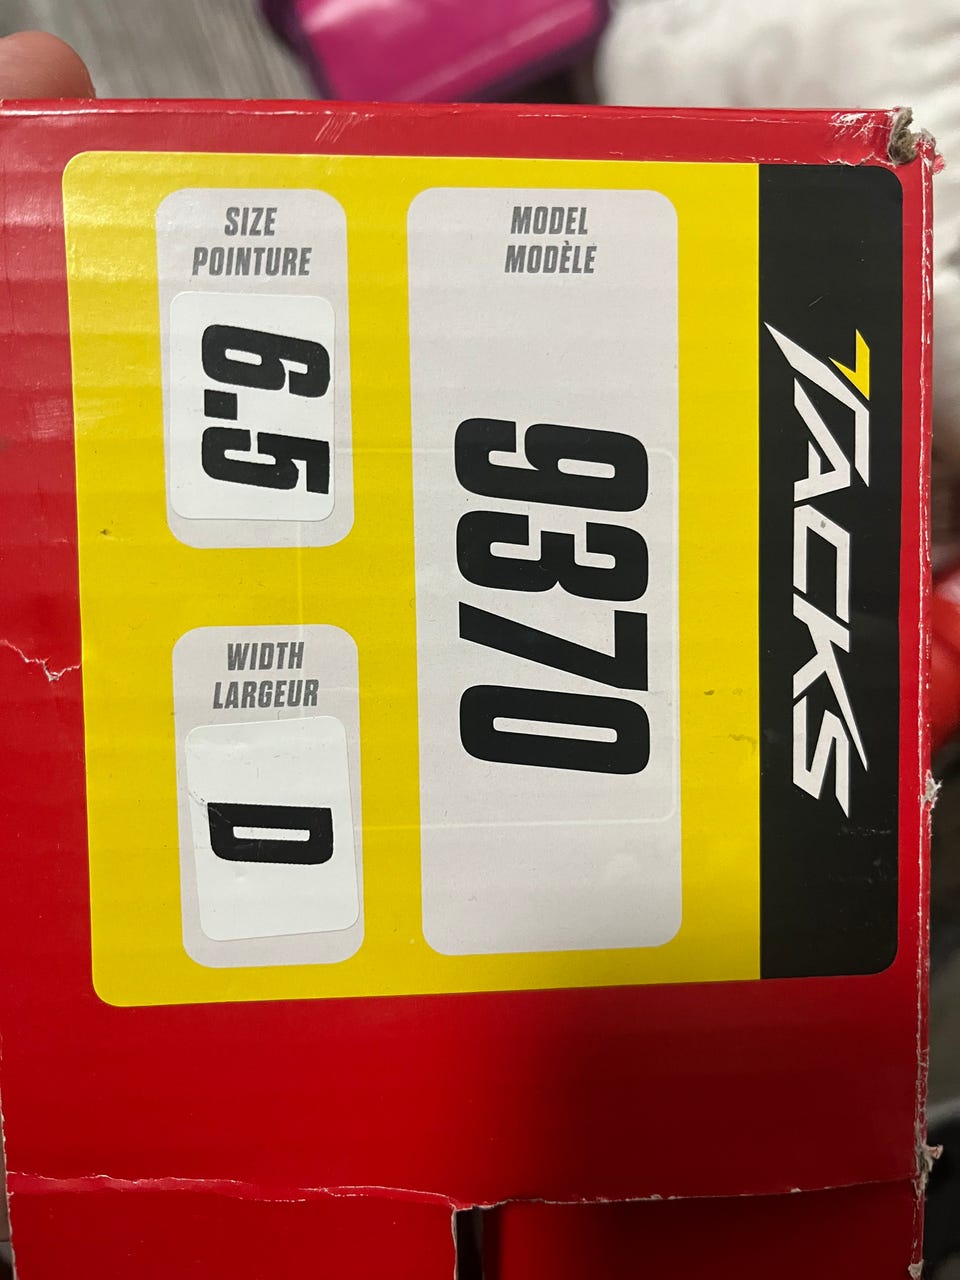 TACKS
MODEL
MODÈLE
9370
SIZE
POINTURE
6.5
WIDTH
LARGEUR
D